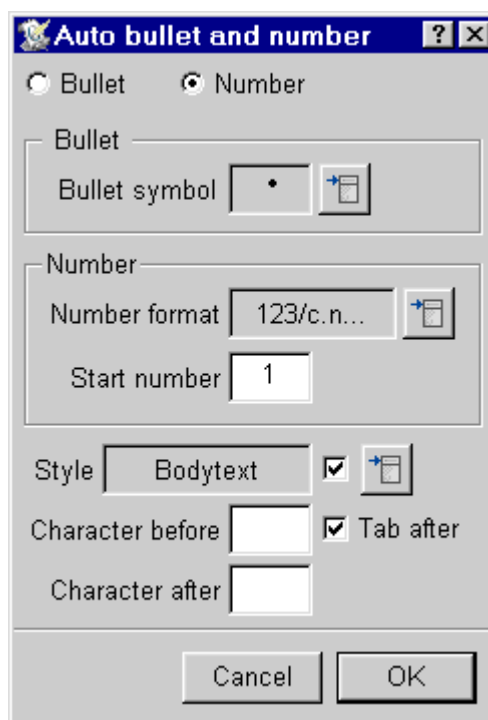 Auto bullet and number
Bullet Number
Bullet
Bullet symbol •
Number
Number format 123/c.n...
Start number 1
Style Bodytext
Character before Tab after
Character after
Cancel OK